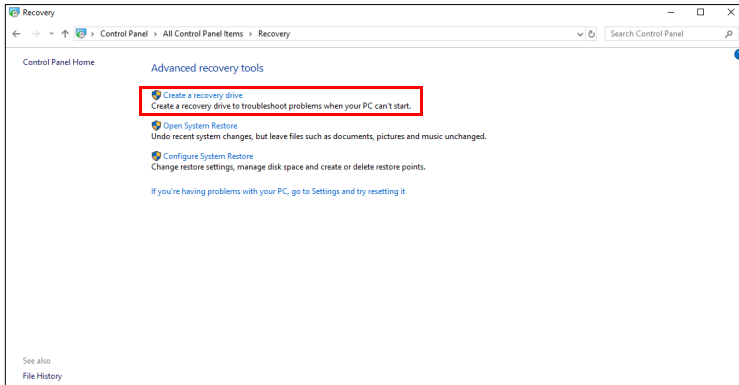 Recovery
Control Panel > All Control Panel Items > Recovery
Search Control Panel
Control Panel Home
Advanced recovery tools
Create a recovery drive
Create a recovery drive to troubleshoot problems when your PC can't start.
Open System Restore
Undo recent system changes, but leave files such as documents, pictures and music unchanged.
Configure System Restore
Change restore settings, manage disk space and create or delete restore points.
If you're having problems with your PC, go to Settings and try resetting it
See also
File History